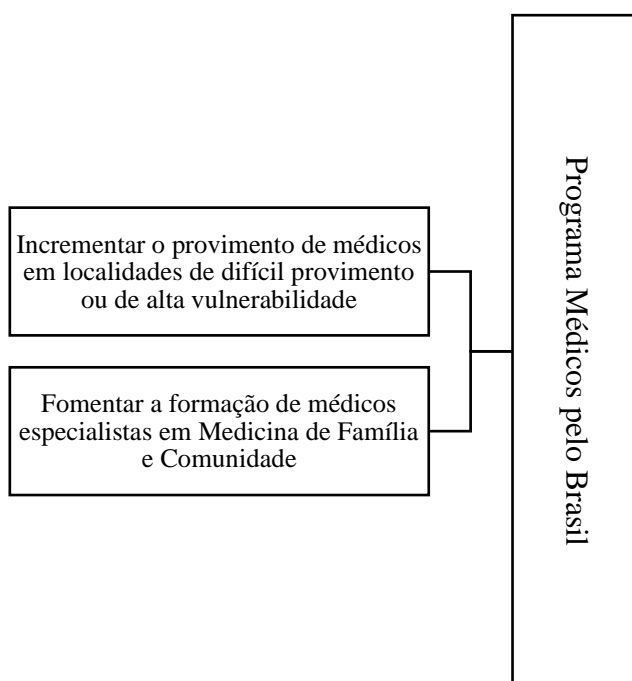 Incrementar o provimento de médicos
em localidades de difícil provimento
ou de alta vulnerabilidade
Fomentar a formação de médicos
especialistas em Medicina de Família
e Comunidade
Programa Médicos pelo Brasil